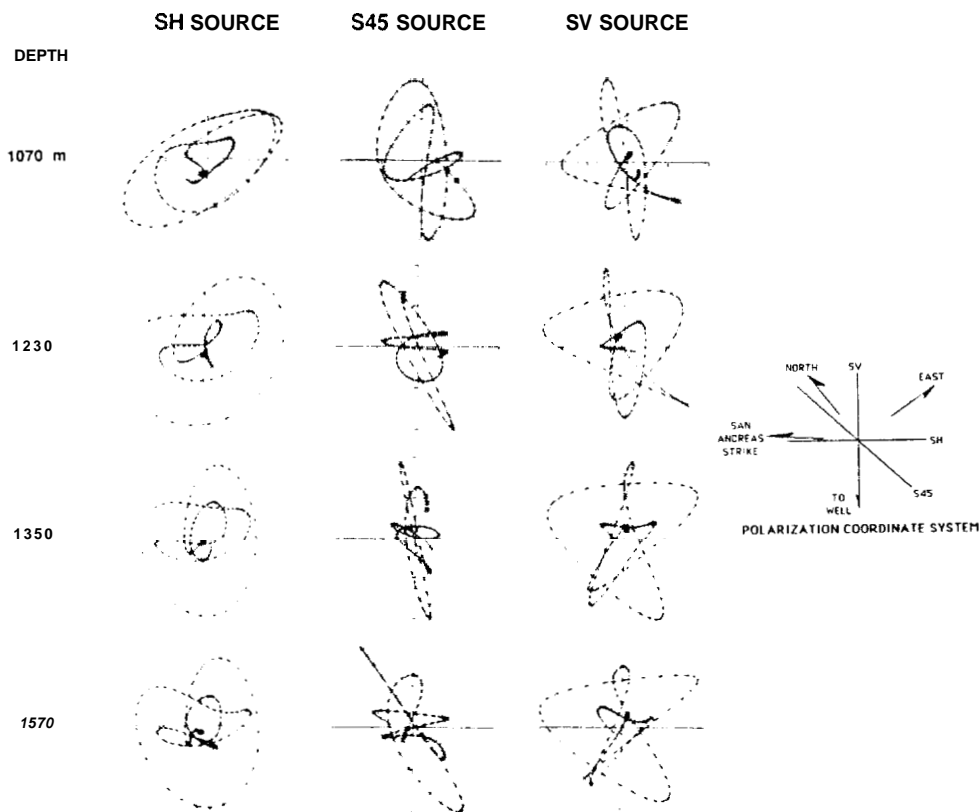 SH SOURCE S45 SOURCE SV SOURCE
DEPTH
1070 m
1230
1350
1570
NORTH
SV
EAST
SAN
ANDREAS
STRIKE
SH
S45
TO
WELL
POLARIZATION COORDINATE SYSTEM